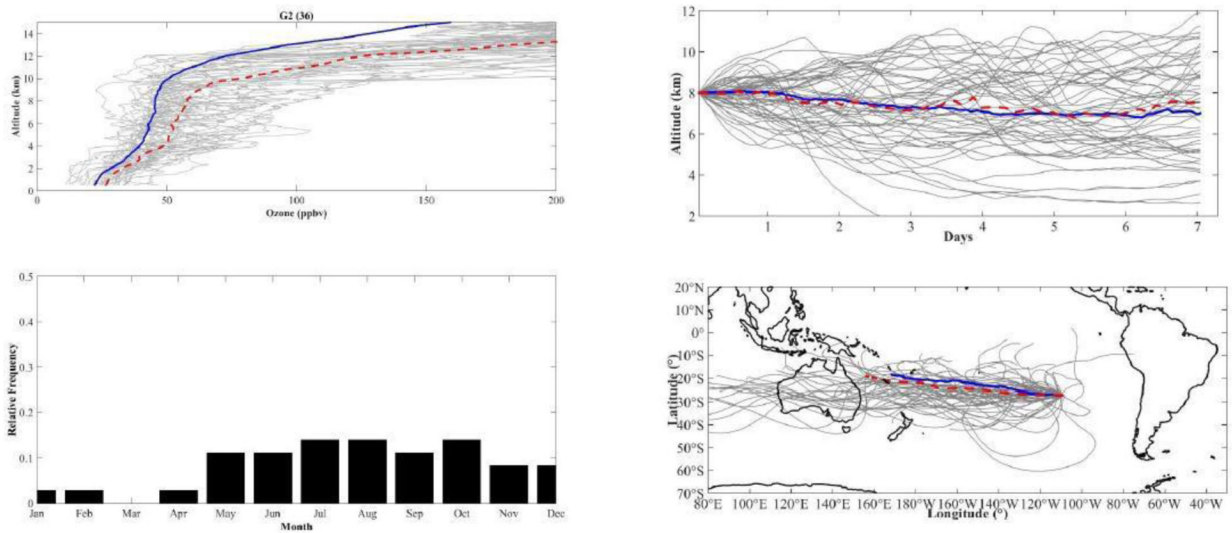 G2 (36)
14
12
10
8
6
4
2
0
Altitude (km)
0 50 100 150 200
Ozone (ppbv)
12
10
8
6
4
2
Altitude (km)
1 2 3 4 5 6 7
Days
0.5
0.4
0.3
0.2
0.1
0
Relative Frequency
Jan Feb Mar Apr May Jun Jul Aug Sep Oct Nov Dec
Month
20°N
10°N
0°
10°S
20°S
30°S
40°S
50°S
60°S
70°S
Latitude (°)
80°E 100°E 120°E 140°E 160°E 180°W 160°W 140°W 120°W 100°W 80°W 60°W 40°W
Longitude (°)